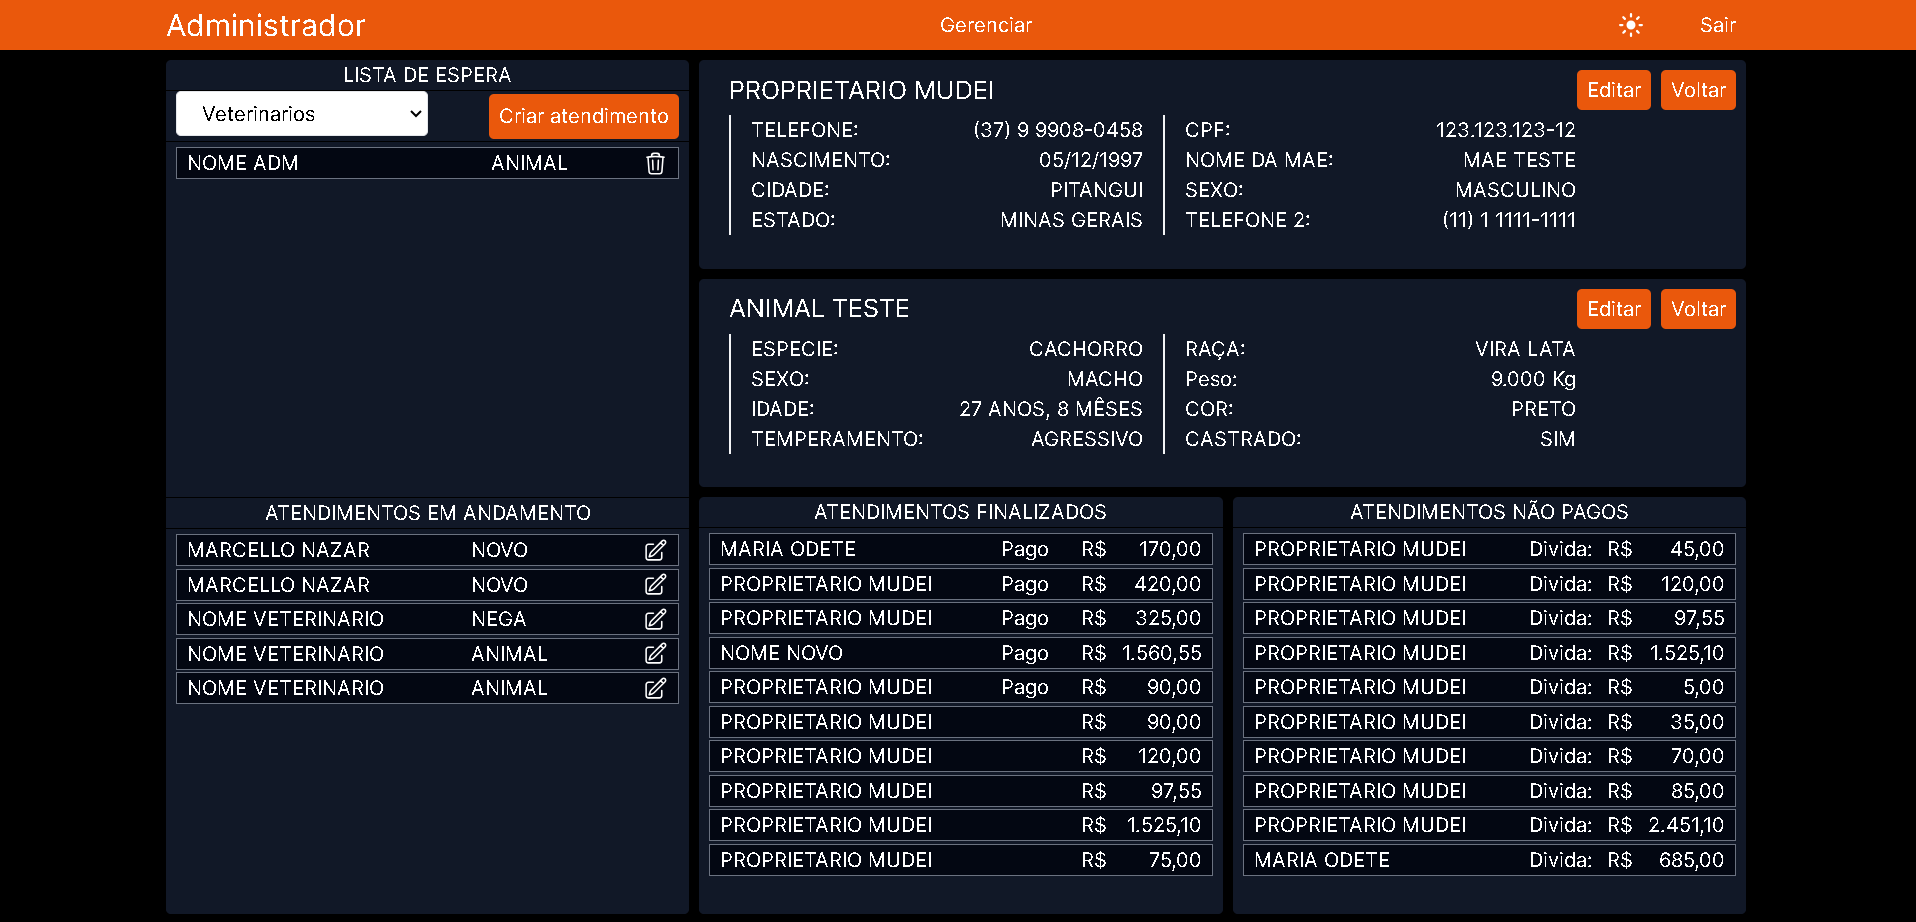 Administrador
Gerenciar
Sair
LISTA DE ESPERA
Veterinarios
Criar atendimento
NOME ADM ANIMAL
PROPRIETARIO MUDEI
Editar
Voltar
TELEFONE: (37) 9 9908-0458 CPF: 123.123.123-12
NASCIMENTO: 05/12/1997 NOME DA MAE: MAE TESTE
CIDADE: PITANGUI SEXO: MASCULINO
ESTADO: MINAS GERAIS TELEFONE 2: (11) 1 1111-1111
ANIMAL TESTE
Editar
Voltar
ESPECIE: CACHORRO RAÇA: VIRA LATA
SEXO: MACHO Peso: 9.000 Kg
IDADE: 27 ANOS, 8 MÊSES COR: PRETO
TEMPERAMENTO: AGRESSIVO CASTRADO: SIM
ATENDIMENTOS EM ANDAMENTO
MARCELLO NAZAR NOVO
MARCELLO NAZAR NOVO
NOME VETERINARIO NEGA
NOME VETERINARIO ANIMAL
NOME VETERINARIO ANIMAL
ATENDIMENTOS FINALIZADOS
MARIA ODETE Pago R$ 170,00
PROPRIETARIO MUDEI Pago R$ 420,00
PROPRIETARIO MUDEI Pago R$ 325,00
NOME NOVO Pago R$ 1.560,55
PROPRIETARIO MUDEI Pago R$ 90,00
PROPRIETARIO MUDEI R$ 90,00
PROPRIETARIO MUDEI R$ 120,00
PROPRIETARIO MUDEI R$ 97,55
PROPRIETARIO MUDEI R$ 1.525,10
PROPRIETARIO MUDEI R$ 75,00
ATENDIMENTOS NÃO PAGOS
PROPRIETARIO MUDEI Divida: R$ 45,00
PROPRIETARIO MUDEI Divida: R$ 120,00
PROPRIETARIO MUDEI Divida: R$ 97,55
PROPRIETARIO MUDEI Divida: R$ 1.525,10
PROPRIETARIO MUDEI Divida: R$ 5,00
PROPRIETARIO MUDEI Divida: R$ 35,00
PROPRIETARIO MUDEI Divida: R$ 70,00
PROPRIETARIO MUDEI Divida: R$ 85,00
PROPRIETARIO MUDEI Divida: R$ 2.451,10
MARIA ODETE Divida: R$ 685,00